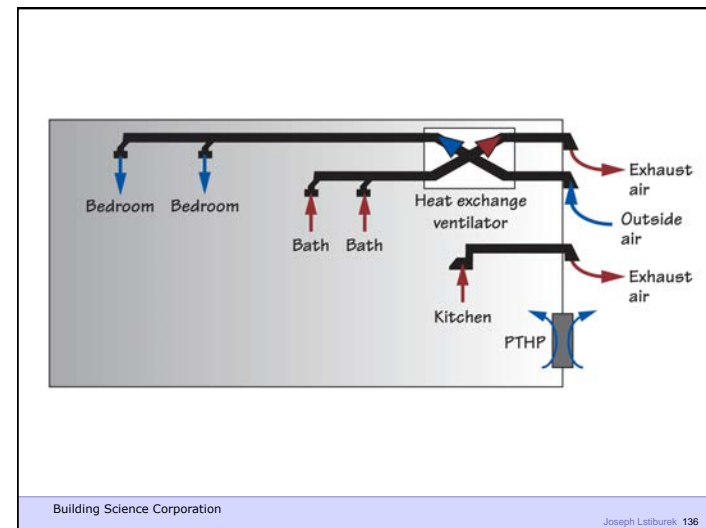 Exhaust
air
Bedroom Bedroom
Heat exchange
ventilator
Outside
air
Bath Bath
Exhaust
air
Kitchen
PTHP
Building Science Corporation
Joseph Lstiburek 136